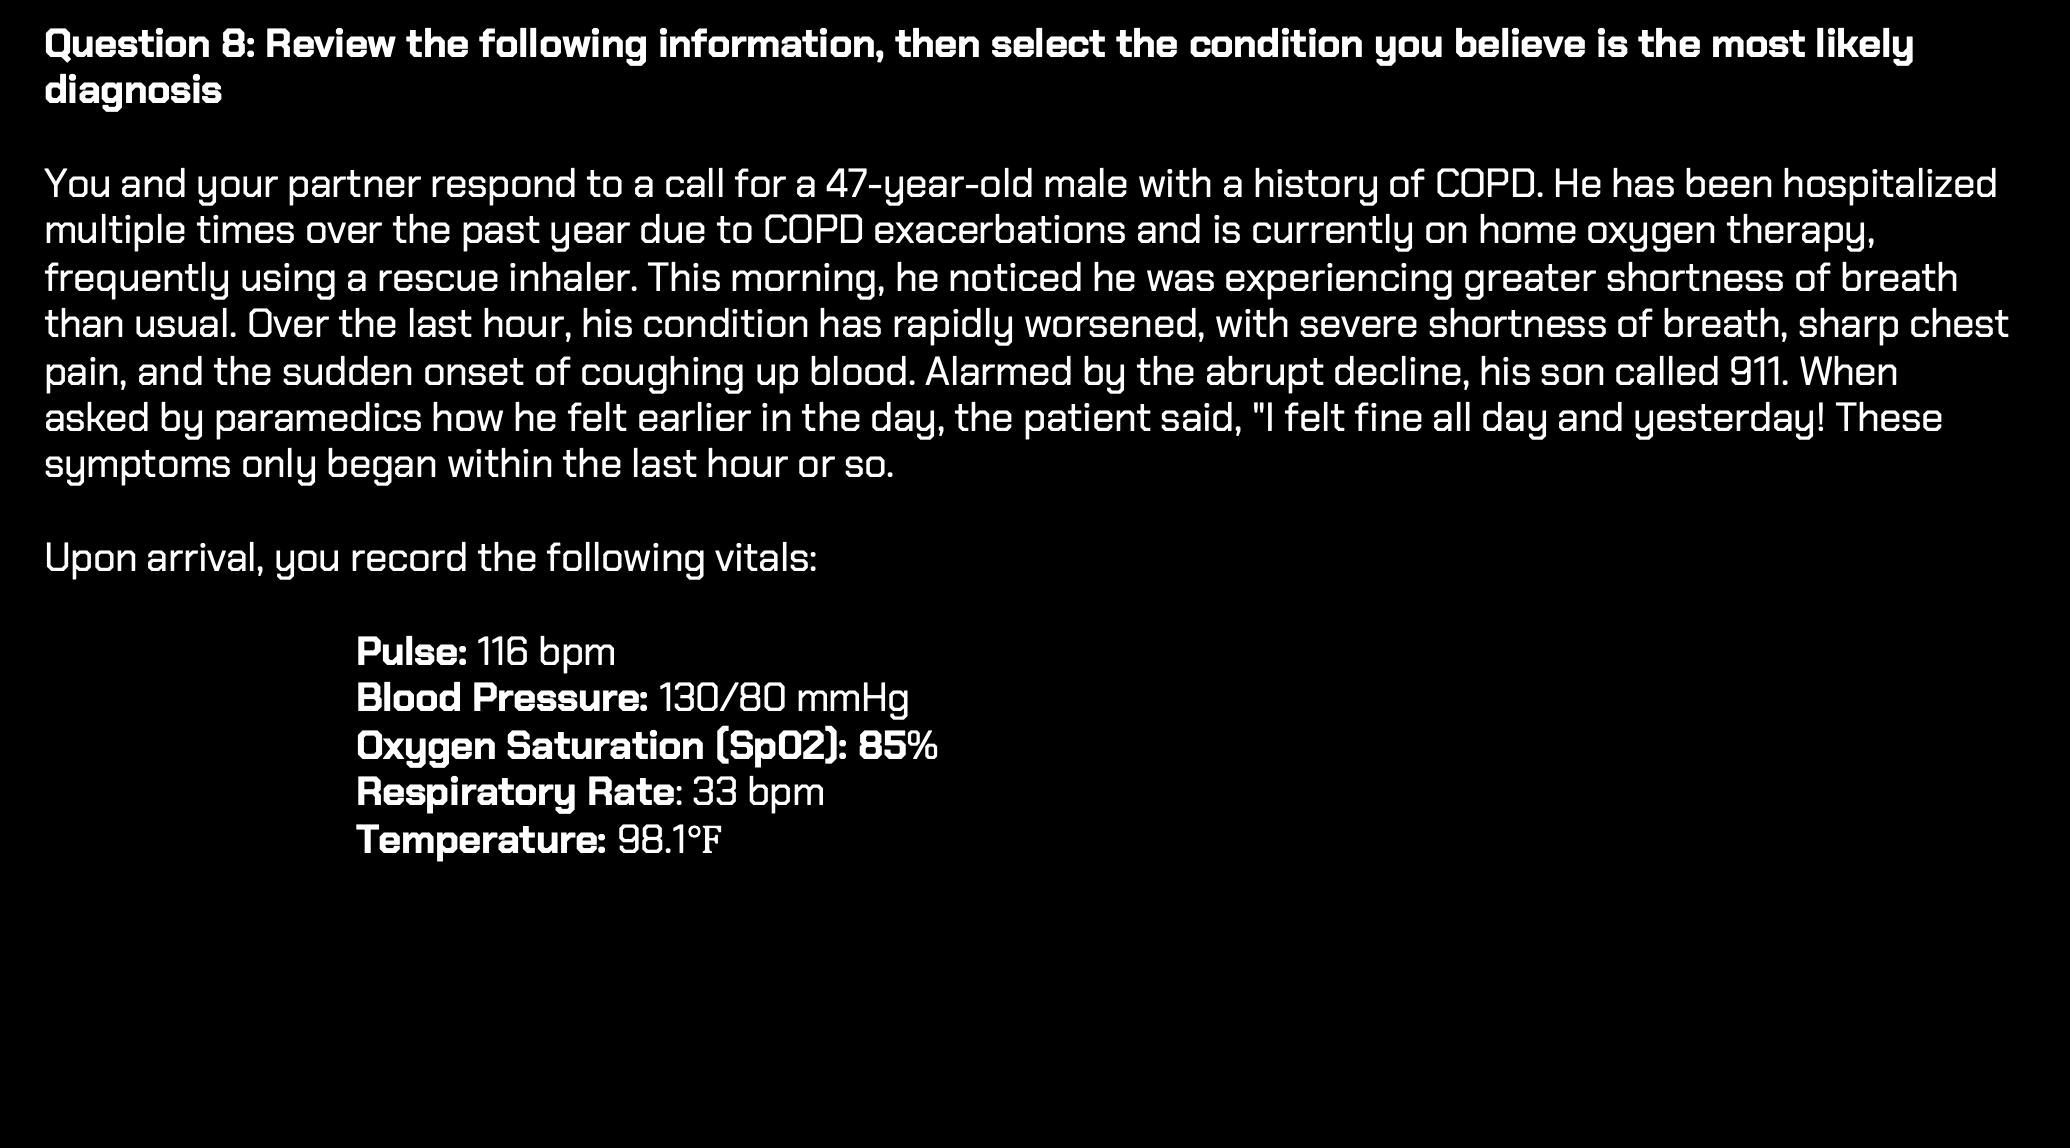 Question 8: Review the following information, then select the condition you believe is the most likely
diagnosis
You and your partner respond to a call for a 47-year-old male with a history of COPD. He has been hospitalized
multiple times over the past year due to COPD exacerbations and is currently on home oxygen therapy,
frequently using a rescue inhaler. This morning, he noticed he was experiencing greater shortness of breath
than usual. Over the last hour, his condition has rapidly worsened, with severe shortness of breath, sharp chest
pain, and the sudden onset of coughing up blood. Alarmed by the abrupt decline, his son called 911. When
asked by paramedics how he felt earlier in the day, the patient said, "I felt fine all day and yesterday! These
symptoms only began within the last hour or so.
Upon arrival, you record the following vitals:
Pulse: 116 bpm
Blood Pressure: 130/80 mmHg
Oxygen Saturation (SpO2): 85%
Respiratory Rate: 33 bpm
Temperature: 98.1°F